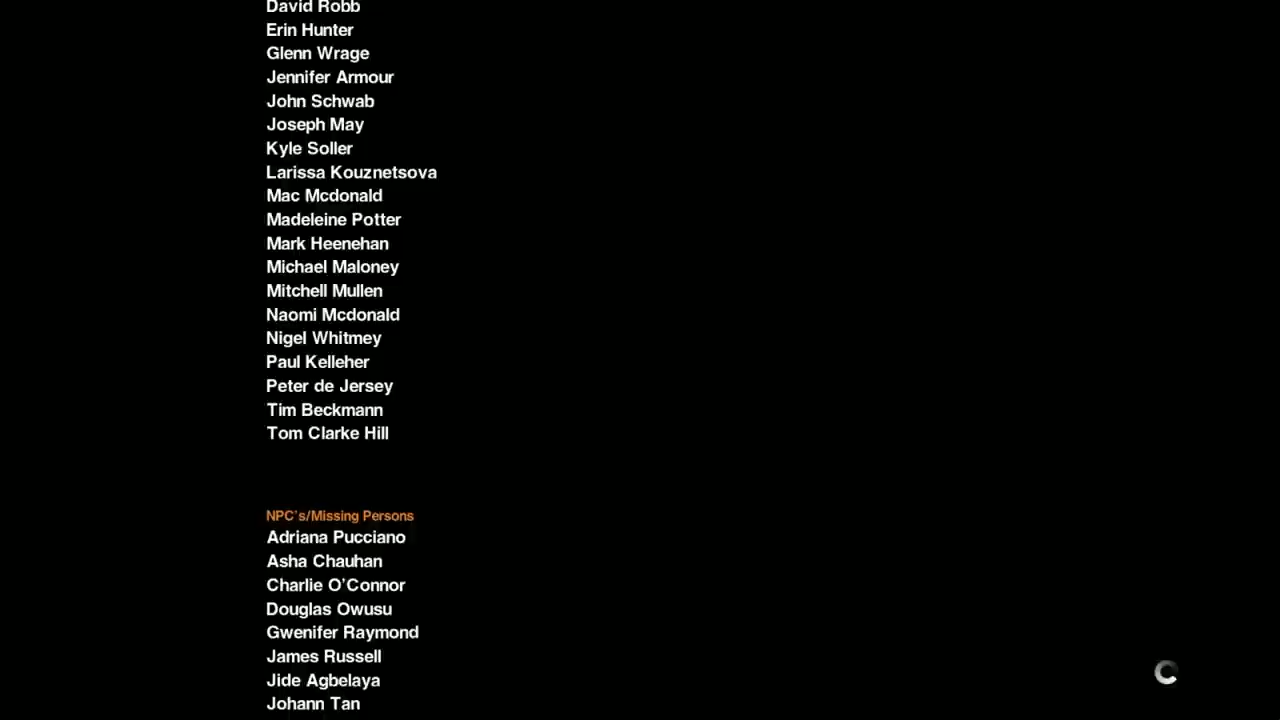 David Robb
Erin Hunter
Glenn Wrage
Jennifer Armour
John Schwab
Joseph May
Kyle Soller
Larissa Kouznetsova
Mac Mcdonald
Madeleine Potter
Mark Heenehan
Michael Maloney
Mitchell Mullen
Naomi Mcdonald
Nigel Whitmey
Paul Kelleher
Peter de Jersey
Tim Beckmann
Tom Clarke Hill
NPC's/Missing Persons
Adriana Pucciano
Asha Chauhan
Charlie O'Connor
Douglas Owusu
Gwenifer Raymond
James Russell
Jide Agbelaya
Johann Tan